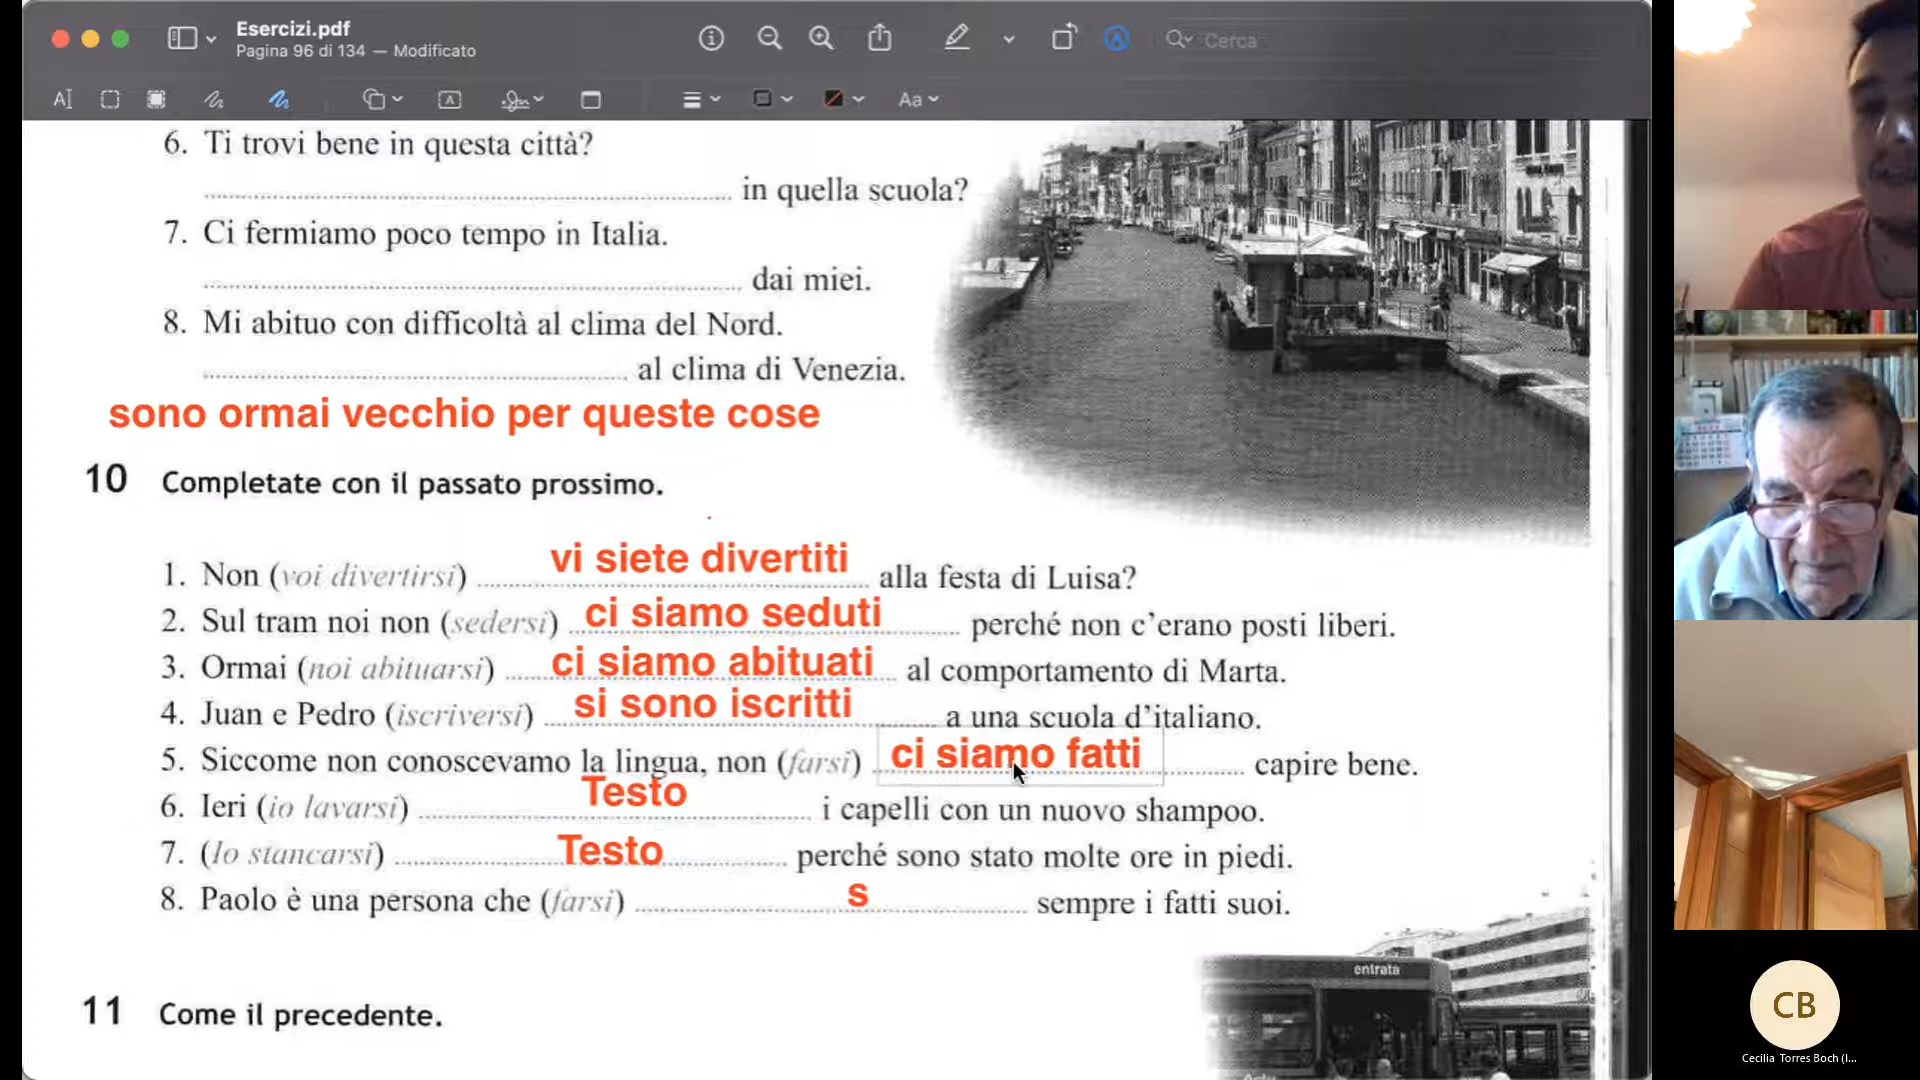 Esercizi.pdf
Pagina 96 di 134 — Modificato
Cerca
6. Ti trovi bene in questa città?
in quella scuola?
7. Ci fermiamo poco tempo in Italia.
dai miei.
8. Mi abituo con difficoltà al clima del Nord.
al clima di Venezia.
sono ormai vecchio per queste cose
10 Completate con il passato prossimo.
1. Non (voi divertirsi) vi siete divertiti alla festa di Luisa?
2. Sul tram noi non (sedersi) ci siamo seduti perché non c'erano posti liberi.
3. Ormai (noi abituarsi) ci siamo abituati al comportamento di Marta.
4. Juan e Pedro (iscriversi) si sono iscritti a una scuola d'italiano.
5. Siccome non conoscevamo la lingua, non (farsi) ci siamo fatti capire bene.
6. Ieri (io lavarsi) Testo i capelli con un nuovo shampoo.
7. (Io stancarsi) Testo perché sono stato molte ore in piedi.
8. Paolo è una persona che (farsi) s sempre i fatti suoi.
entrata
11 Come il precedente.
CB
Cecilia Torres Boch (I...